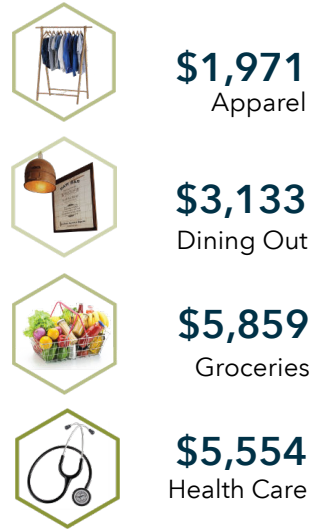 $1,971
Apparel
$3,133
Dining Out
$5,859
Groceries
$5,554
Health Care